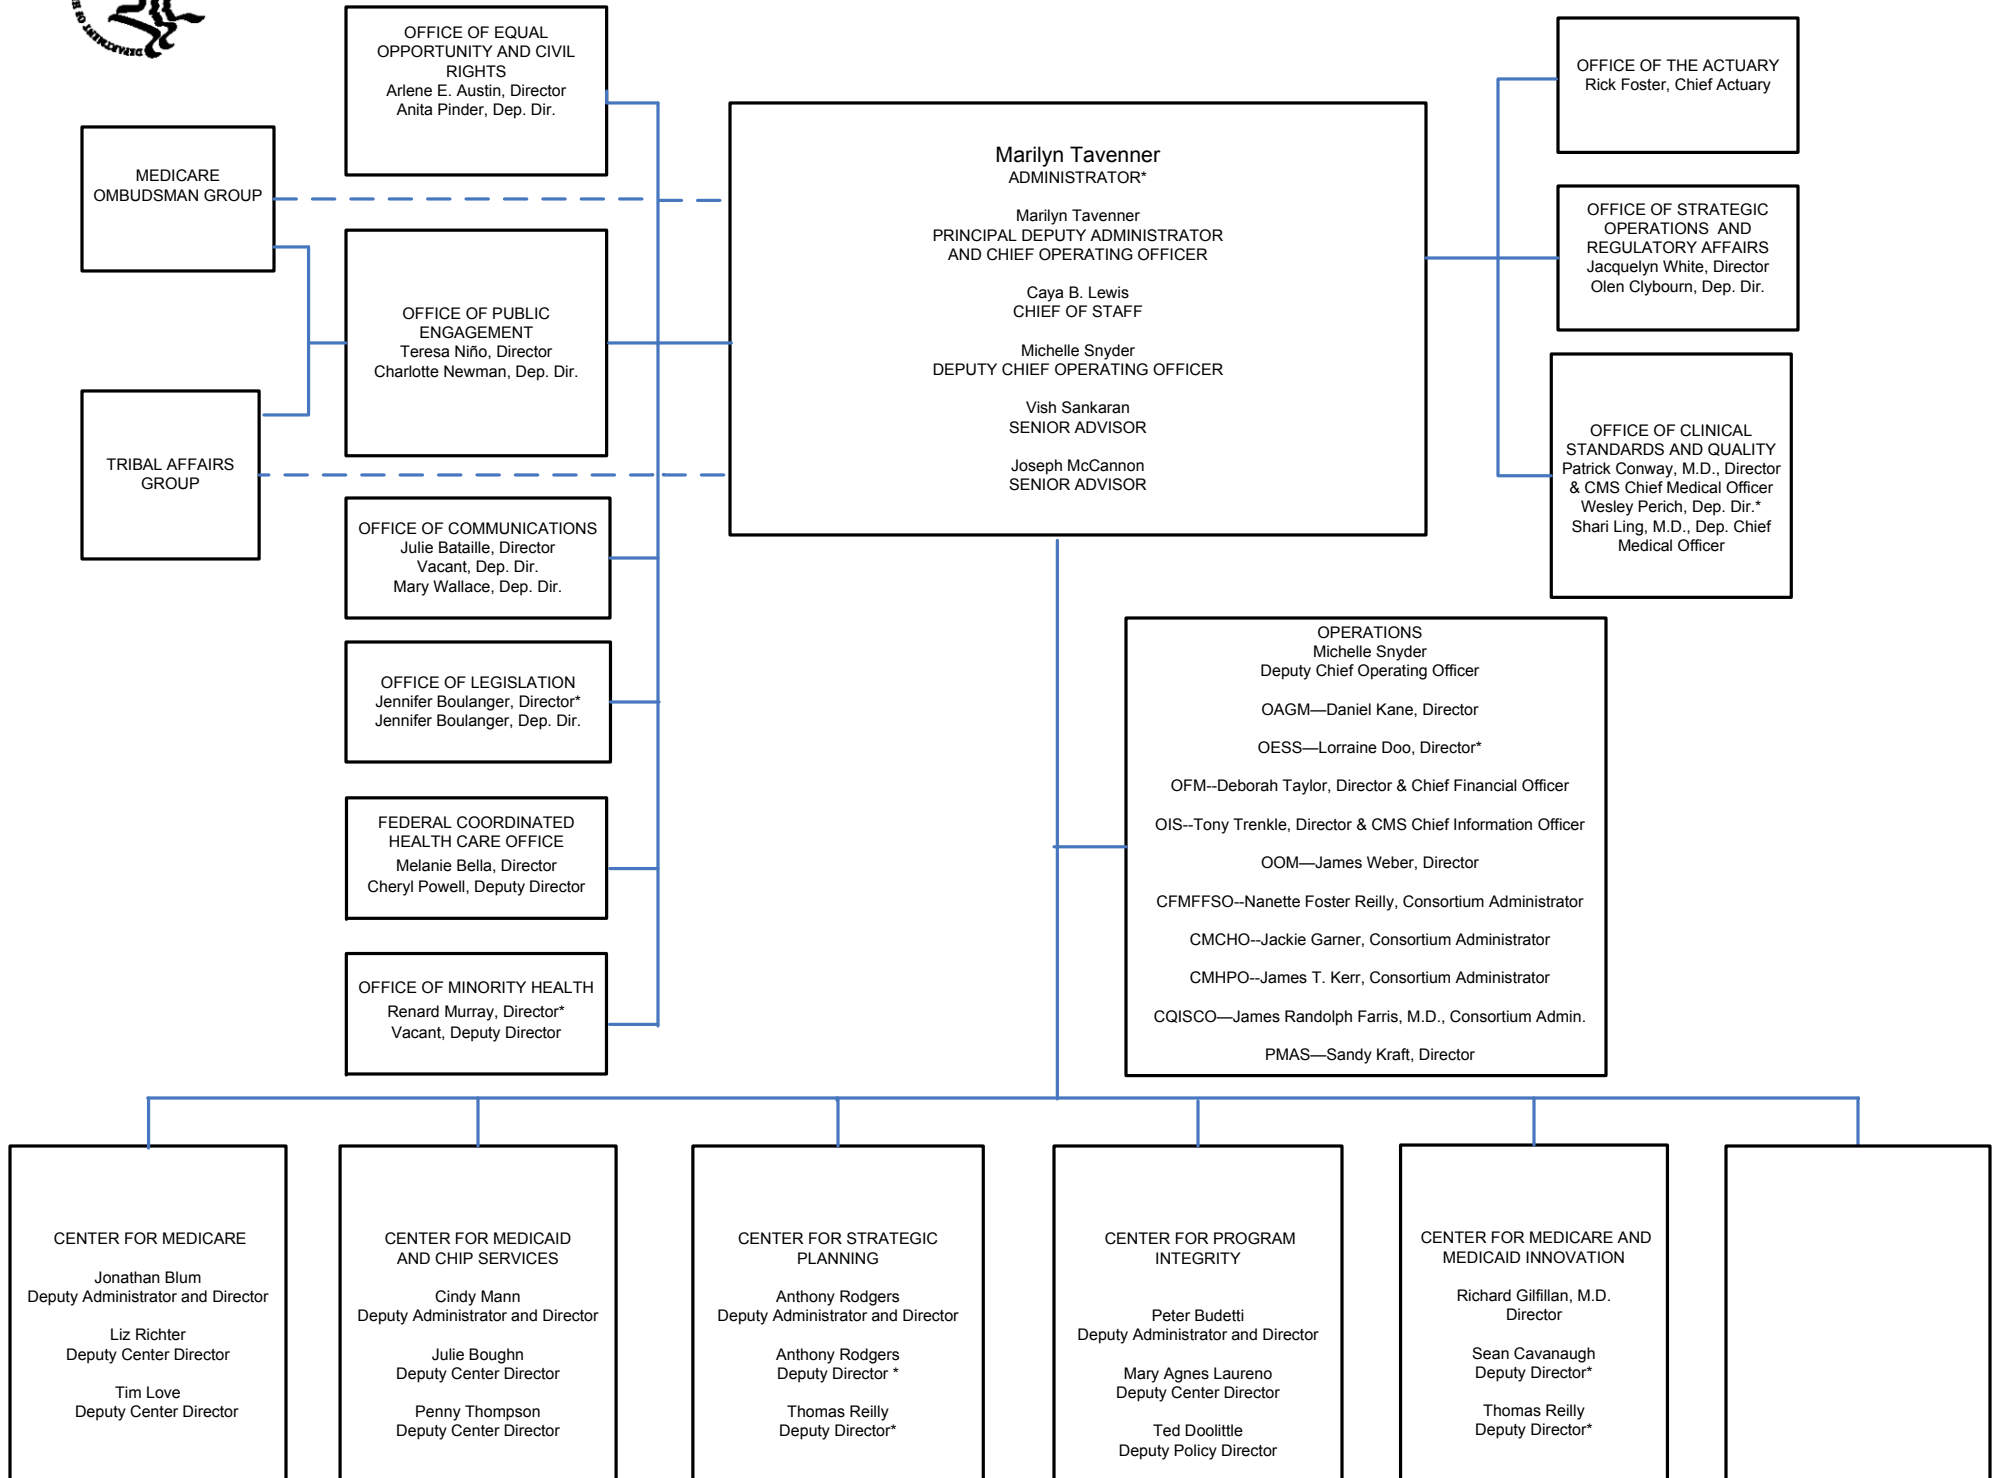 DEPARTMENT OF H
OFFICE OF EQUAL
OPPORTUNITY AND CIVIL
RIGHTS
Arlene E. Austin, Director
Anita Pinder, Dep. Dir.
MEDICARE
OMBUDSMAN GROUP
OFFICE OF PUBLIC
ENGAGEMENT
Teresa Niño, Director
Charlotte Newman, Dep. Dir.
TRIBAL AFFAIRS
GROUP
OFFICE OF COMMUNICATIONS
Julie Bataille, Director
Vacant, Dep. Dir.
Mary Wallace, Dep. Dir.
OFFICE OF LEGISLATION
Jennifer Boulanger, Director*
Jennifer Boulanger, Dep. Dir.
FEDERAL COORDINATED
HEALTH CARE OFFICE
Melanie Bella, Director
Cheryl Powell, Deputy Director
OFFICE OF MINORITY HEALTH
Renard Murray, Director*
Vacant, Deputy Director
Marilyn Tavenner
ADMINISTRATOR*
Marilyn Tavenner
PRINCIPAL DEPUTY ADMINISTRATOR
AND CHIEF OPERATING OFFICER
Caya B. Lewis
CHIEF OF STAFF
Michelle Snyder
DEPUTY CHIEF OPERATING OFFICER
Vish Sankaran
SENIOR ADVISOR
Joseph McCannon
SENIOR ADVISOR
OFFICE OF THE ACTUARY
Rick Foster, Chief Actuary
OFFICE OF STRATEGIC
OPERATIONS AND
REGULATORY AFFAIRS
Jacquelyn White, Director
Olen Clybourn, Dep. Dir.
OFFICE OF CLINICAL
STANDARDS AND QUALITY
Patrick Conway, M.D., Director
& CMS Chief Medical Officer
Wesley Perich, Dep. Dir.*
Shari Ling, M.D., Dep. Chief
Medical Officer
OPERATIONS
Michelle Snyder
Deputy Chief Operating Officer
OAGM—Daniel Kane, Director
OESS—Lorraine Doo, Director*
OFM--Deborah Taylor, Director & Chief Financial Officer
OIS--Tony Trenkle, Director & CMS Chief Information Officer
OOM—James Weber, Director
CFMFFSO--Nanette Foster Reilly, Consortium Administrator
CMCHO--Jackie Garner, Consortium Administrator
CMHPO--James T. Kerr, Consortium Administrator
CQISCO—James Randolph Farris, M.D., Consortium Admin.
PMAS—Sandy Kraft, Director
CENTER FOR MEDICARE
Jonathan Blum
Deputy Administrator and Director
Liz Richter
Deputy Center Director
Tim Love
Deputy Center Director
CENTER FOR MEDICAID
AND CHIP SERVICES
Cindy Mann
Deputy Administrator and Director
Julie Boughn
Deputy Center Director
Penny Thompson
Deputy Center Director
CENTER FOR STRATEGIC
PLANNING
Anthony Rodgers
Deputy Administrator and Director
Anthony Rodgers
Deputy Director *
Thomas Reilly
Deputy Director*
CENTER FOR PROGRAM
INTEGRITY
Peter Budetti
Deputy Administrator and Director
Mary Agnes Laureno
Deputy Center Director
Ted Doolittle
Deputy Policy Director
CENTER FOR MEDICARE AND
MEDICAID INNOVATION
Richard Gilfillan, M.D.
Director
Sean Cavanaugh
Deputy Director*
Thomas Reilly
Deputy Director*